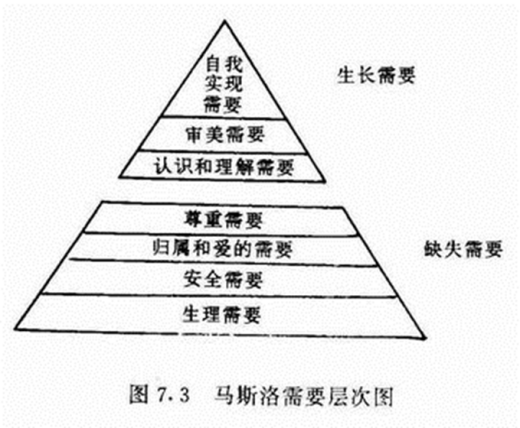 自我
实现
需要
生长需要
审美需要
认识和理解需要
尊重需要
归属和爱的需要
缺失需要
安全需要
生理需要
图 7.3 马斯洛需要层次图